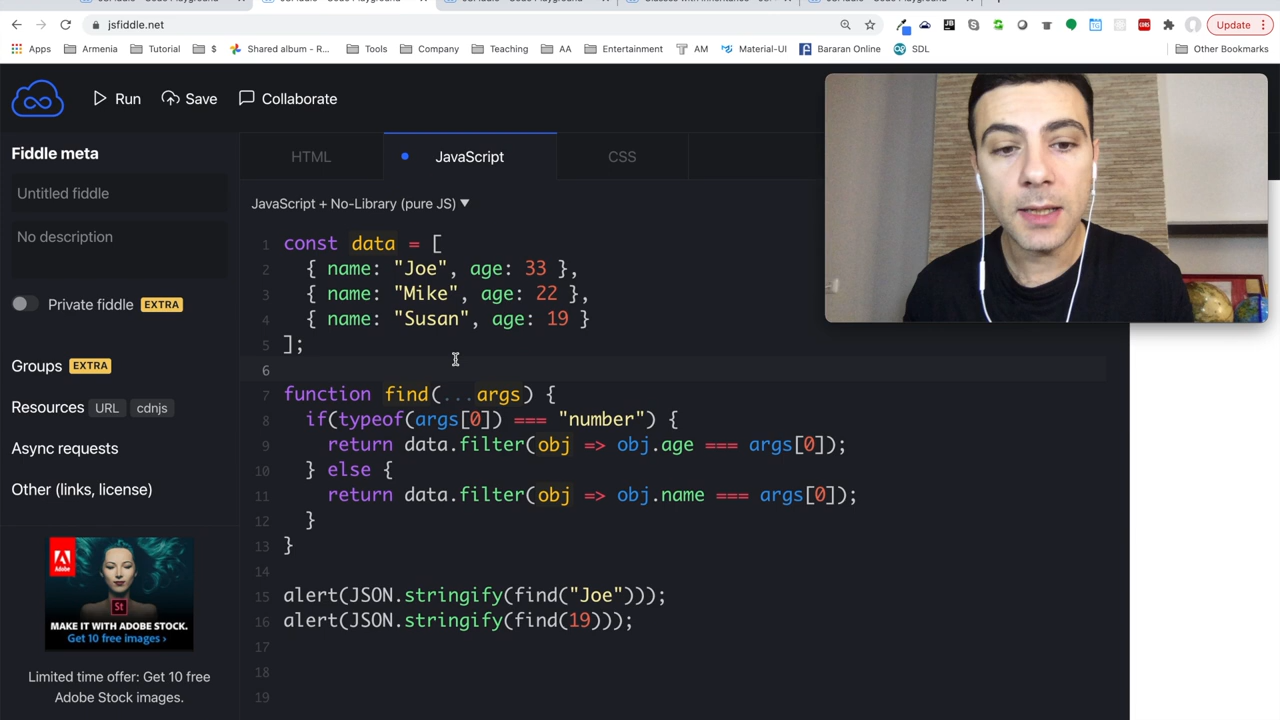 jsfiddle.net
Update
Apps
Armenia
Tutorial
$
Shared album - R...
Tools
Company
Teaching
AA
Entertainment
AM
Material-UI
Bararan Online
SDL
Other Bookmarks
Run
Save
Collaborate
Fiddle meta
Untitled fiddle
No description
Private fiddle EXTRA
Groups EXTRA
Resources URL cdnjs
Async requests
Other (links, license)
MAKE IT WITH ADOBE STOCK.
Get 10 free images ›
Limited time offer: Get 10 free
Adobe Stock images.
HTML
JavaScript
CSS
JavaScript + No-Library (pure JS) ▼
1 const data = [
2 { name: "Joe", age: 33 },
3 { name: "Mike", age: 22 },
4 { name: "Susan", age: 19 }
5 ];
6
7 function find(...args) {
8 if(typeof(args[0]) === "number") {
9 return data.filter(obj => obj.age === args[0]);
10 } else {
11 return data.filter(obj => obj.name === args[0]);
12 }
13 }
14
15 alert(JSON.stringify(find("Joe")));
16 alert(JSON.stringify(find(19)));
17
18
19